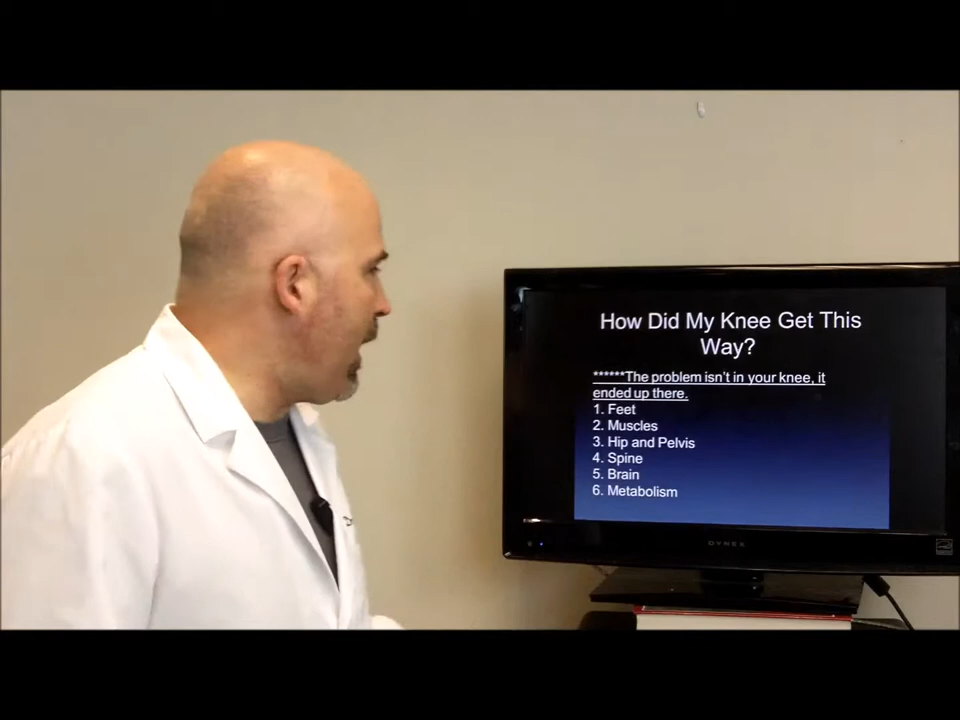 How Did My Knee Get This
Way?
******The problem isn't in your knee, it
ended up there.
1. Feet
2. Muscles
3. Hip and Pelvis
4. Spine
5. Brain
6. Metabolism
DYNEX